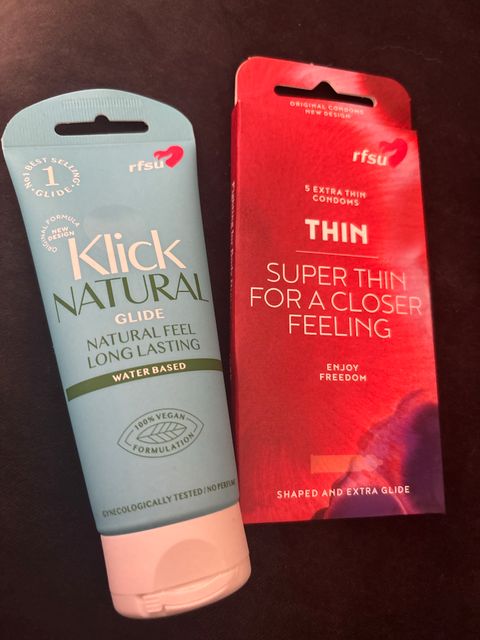 rfsu
No1 BEST SELLING
1
GLIDE
ORIGINAL FORMULA
NEW
DESIGN
Klick
NATURAL
GLIDE
NATURAL FEEL
LONG LASTING
WATER BASED
100% VEGAN
FORMULATION
GYNECOLOGICALLY TESTED / NO PERFUME
ORIGINAL CONDOMS
NEW DESIGN
rfsu
5 EXTRA THIN
CONDOMS
THIN
SUPER THIN
FOR A CLOSER
FEELING
ENJOY
FREEDOM
SHAPED AND EXTRA GLIDE